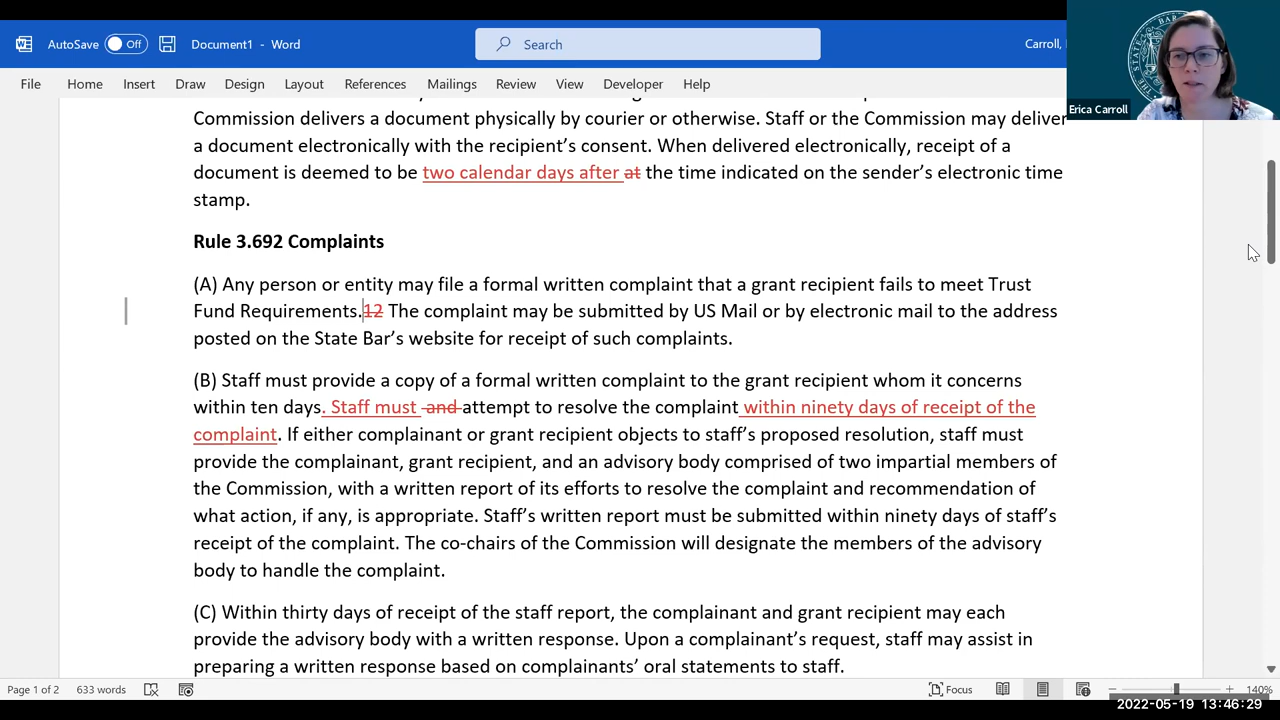 AutoSave Off Document1 - Word Search Carroll,
File Home Insert Draw Design Layout References Mailings Review View Developer Help
Erica Carroll
Commission delivers a document physically by courier or otherwise. Staff or the Commission may deliver
a document electronically with the recipient’s consent. When delivered electronically, receipt of a
document is deemed to be two calendar days after at the time indicated on the sender’s electronic time
stamp.
Rule 3.692 Complaints
(A) Any person or entity may file a formal written complaint that a grant recipient fails to meet Trust
Fund Requirements.12 The complaint may be submitted by US Mail or by electronic mail to the address
posted on the State Bar’s website for receipt of such complaints.
(B) Staff must provide a copy of a formal written complaint to the grant recipient whom it concerns
within ten days. Staff must and attempt to resolve the complaint within ninety days of receipt of the
complaint. If either complainant or grant recipient objects to staff’s proposed resolution, staff must
provide the complainant, grant recipient, and an advisory body comprised of two impartial members of
the Commission, with a written report of its efforts to resolve the complaint and recommendation of
what action, if any, is appropriate. Staff’s written report must be submitted within ninety days of staff’s
receipt of the complaint. The co-chairs of the Commission will designate the members of the advisory
body to handle the complaint.
(C) Within thirty days of receipt of the staff report, the complainant and grant recipient may each
provide the advisory body with a written response. Upon a complainant’s request, staff may assist in
preparing a written response based on complainants’ oral statements to staff.
Page 1 of 2 633 words Focus 140%
2022-05-19 13:46:29